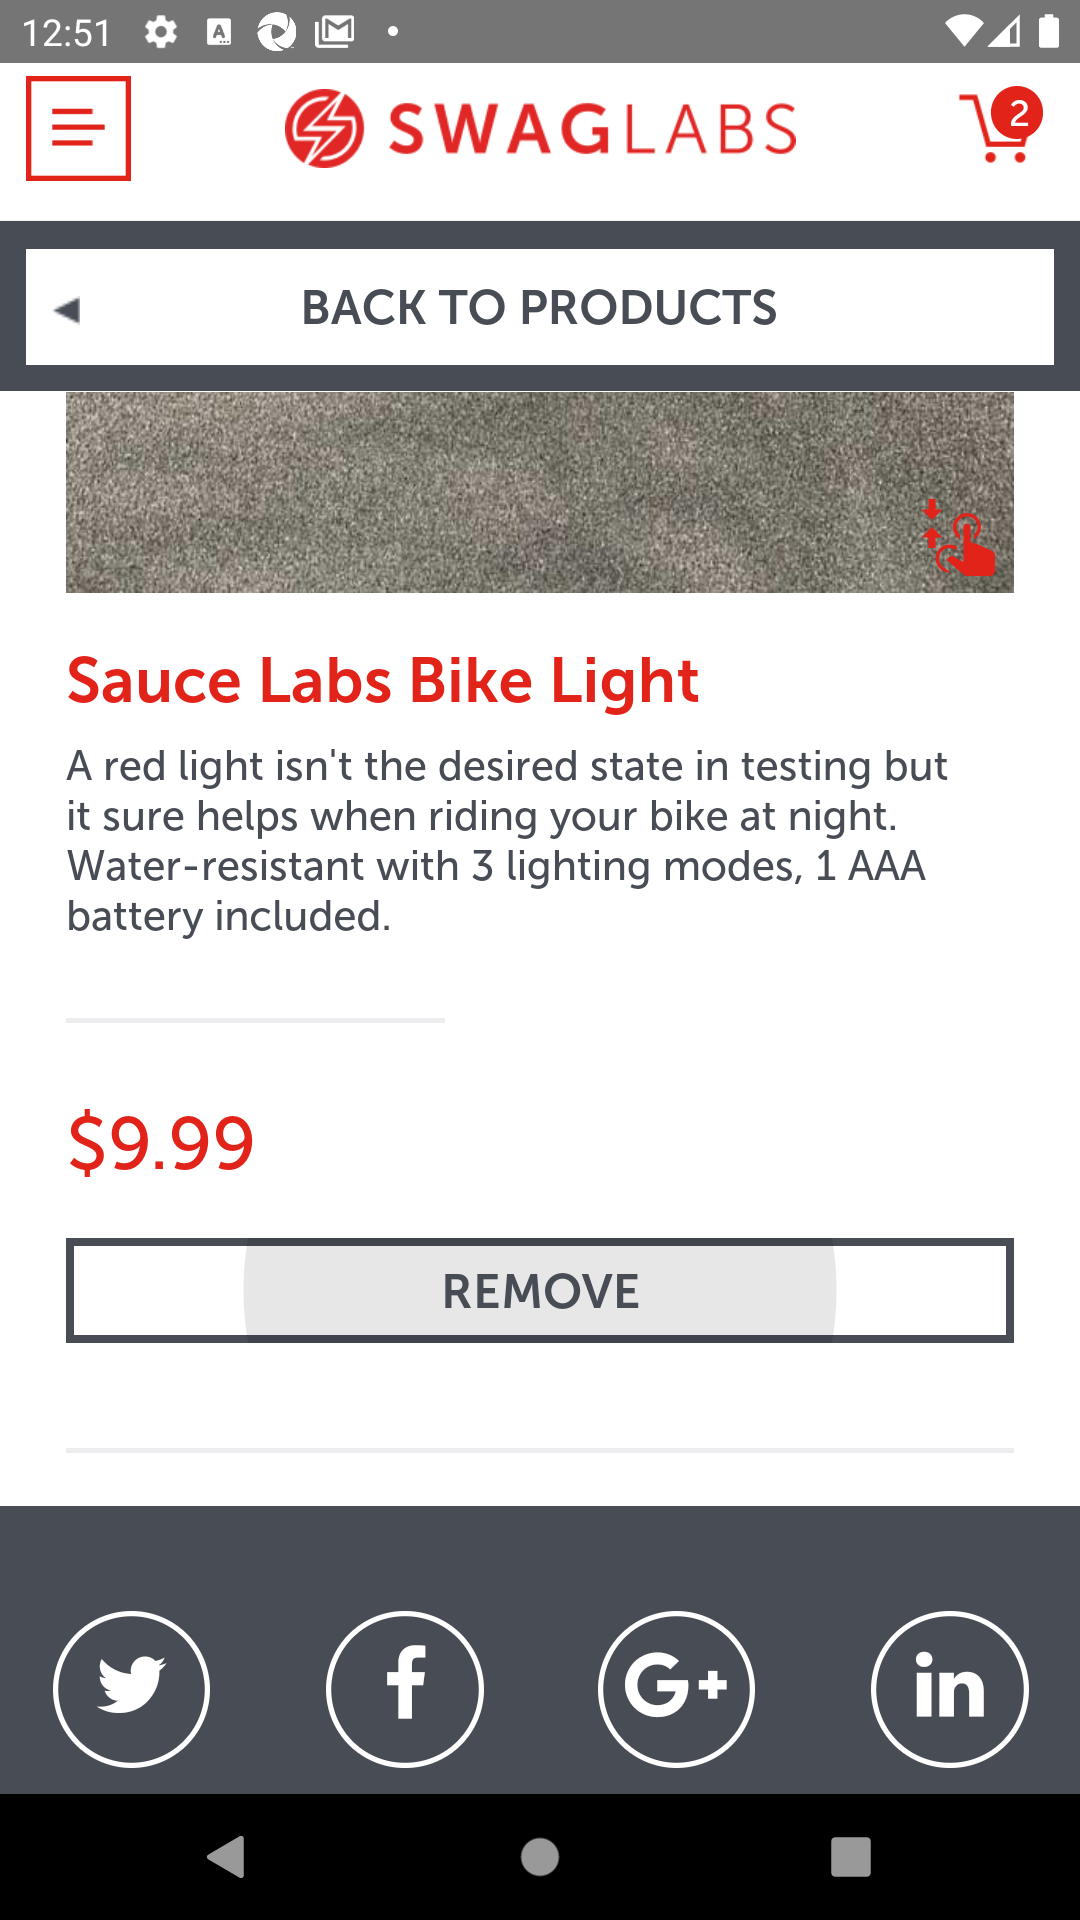 12:51
SWAGLABS
2
BACK TO PRODUCTS
Sauce Labs Bike Light
A red light isn't the desired state in testing but
it sure helps when riding your bike at night.
Water-resistant with 3 lighting modes, 1 AAA
battery included.
$9.99
REMOVE